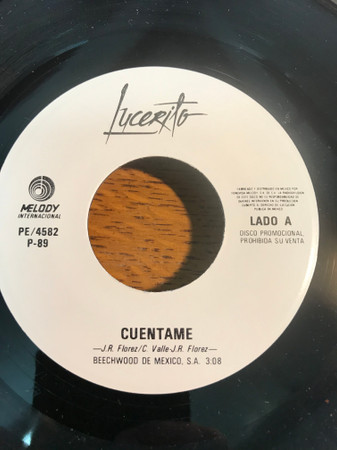 Lucerito
MELODY
INTERNACIONAL
PE/4582
P-89
LADO A
DISCO PROMOCIONAL
PROHIBIDA SU VENTA
CUENTAME
—J.R. Florez/C. Valle-J.R. Florez—
BEECHWOOD DE MEXICO, S.A. 3:08